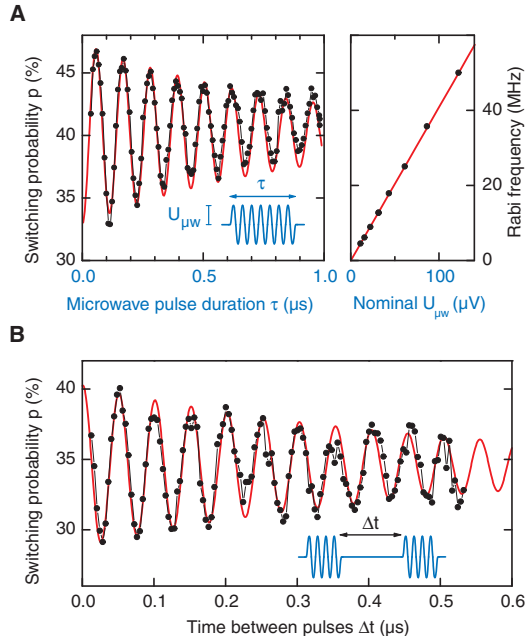 A
Switching probability p (%)
45
40
35
30
τ
U_μw
0.0
0.5
1.0
Microwave pulse duration τ (μs)
Rabi frequency (MHz)
40
20
0
0
100
Nominal U_μw (μV)
B
Switching probability p (%)
40
35
30
25
Δt
0.0
0.1
0.2
0.3
0.4
0.5
0.6
Time between pulses Δt (μs)